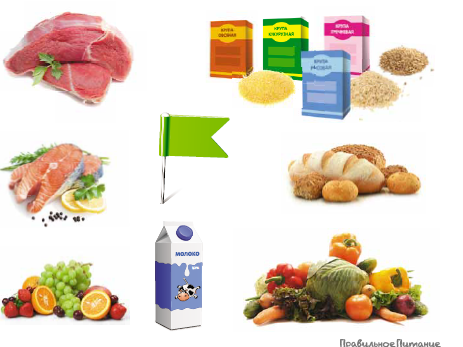 КРУПА
ОВСЯНАЯ
КРУПА
КУКУРУЗНАЯ
КРУПА
ГРЕЧНЕВАЯ
КРУПА
РИСОВАЯ
МОЛОКО
ПравильноеПитание